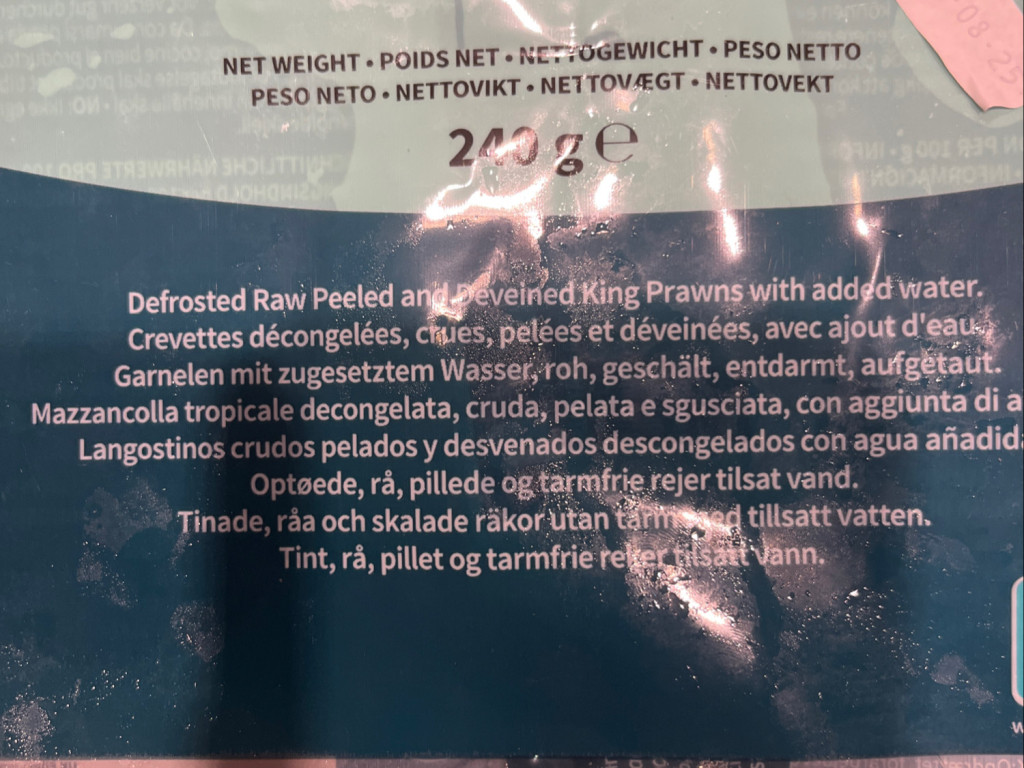 NET WEIGHT • POIDS NET • NETTOGEWICHT • PESO NETTO
PESO NETO • NETTOVIKT • NETTOVÆGT • NETTOVEKT
240 g e
08.25
Defrosted Raw Peeled and Deveined King Prawns with added water.
Crevettes décongelées, crues, pelées et déveinées, avec ajout d'eau.
Garnelen mit zugesetztem Wasser, roh, geschält, entdarmt, aufgetaut.
Mazzancolla tropicale decongelata, cruda, pelata e sgusciata, con aggiunta di a
Langostinos crudos pelados y desvenados descongelados con agua añadid
Optøede, rå, pillede og tarmfrie rejer tilsat vand.
Tinade, råa och skalade räkor utan tarm med tillsatt vatten.
Tint, rå, pillet og tarmfrie reker tilsatt vann.